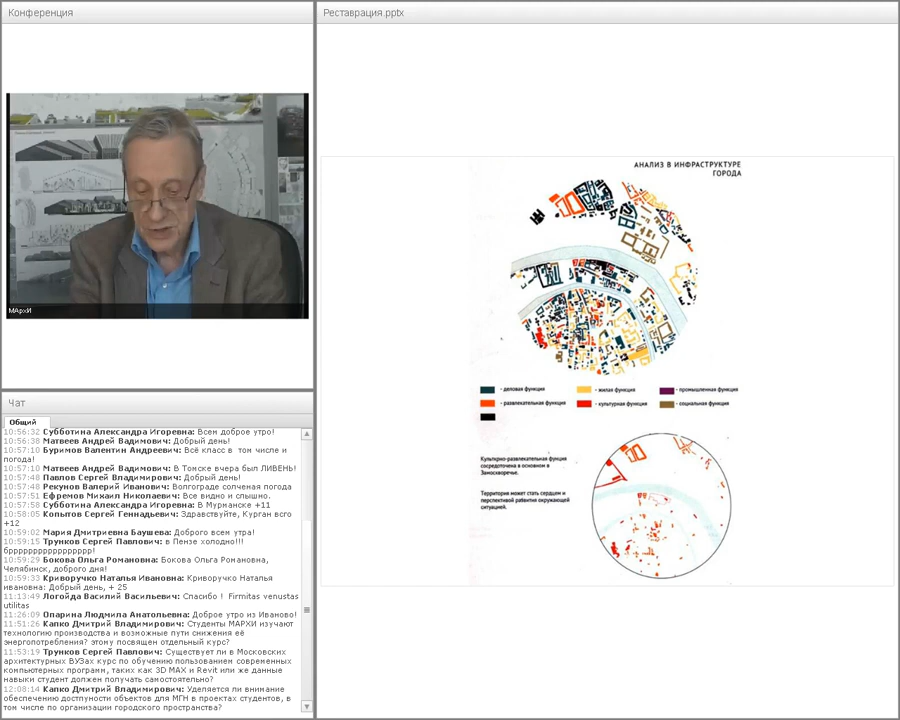 Конференция
МАрхИ
Чат
Общий
10:56:32 Субботина Александра Игоревна: Всем доброе утро!
10:56:38 Матвеев Андрей Вадимович: Добрый день!
10:57:10 Буримов Валентин Андреевич: Всё класс в том числе и
погода!
10:57:10 Матвеев Андрей Вадимович: В Томске вчера был ЛИВЕНЬ!
10:57:48 Павлов Сергей Владимирович: Добрый день!
10:57:48 Рекунов Валерий Иванович: Волгограде солченая погода
10:57:51 Ефремов Михаил Николаевич: Все видно и слышно.
10:57:58 Субботина Александра Игоревна: В Мурманске +11
10:58:05 Копытов Сергей Геннадьевич: Здравствуйте, Курган всго
+12
10:59:02 Мария Дмитриевна Баушева: Доброго всем утра!
10:59:15 Трунков Сергей Павлович: в Пензе холодно!!!
бррррррррррррррррр!
10:59:29 Бокова Ольга Романовна: Бокова Ольга Романовна,
Челябинск, доброго дня!
10:59:33 Криворучко Наталья Ивановна: Криворучко Наталья
ивановна: Добрый день, + 25
11:13:49 Логойда Василий Васильевич: Спасибо ! Firmitas venustas
utilitas
11:26:09 Опарина Людмила Анатольевна: Доброе утро из Иваново!
11:51:26 Капко Дмитрий Владимирович: Студенты МАРХИ изучают
технологию производства и возможные пути снижения её
энергопотребления? этому посвящен отдельный курс?
11:53:19 Трунков Сергей Павлович: Существует ли в Московских
архитектурных ВУЗах курс по обучению пользованием современных
компьютерных программ, таких как 3D MAX и Revit или же данные
навыки студент должен получать самостоятельно?
12:08:14 Капко Дмитрий Владимирович: Уделяется ли внимание
обеспечению достпуности объектов для МГН в проектах студентов, в
том числе по организации городского пространства?
Реставрация.pptx
АНАЛИЗ В ИНФРАСТРУКТУРЕ
ГОРОДА
- деловая функция
- жилая функция
- промышленная функция
- развлекательная функция
- культурная функция
- социальная функция
Культурно-развлекательная функция
сосредоточена в основном в
Замоскворечье.
Территория может стать сердцем и
перспективой развития окружающей
ситуации.